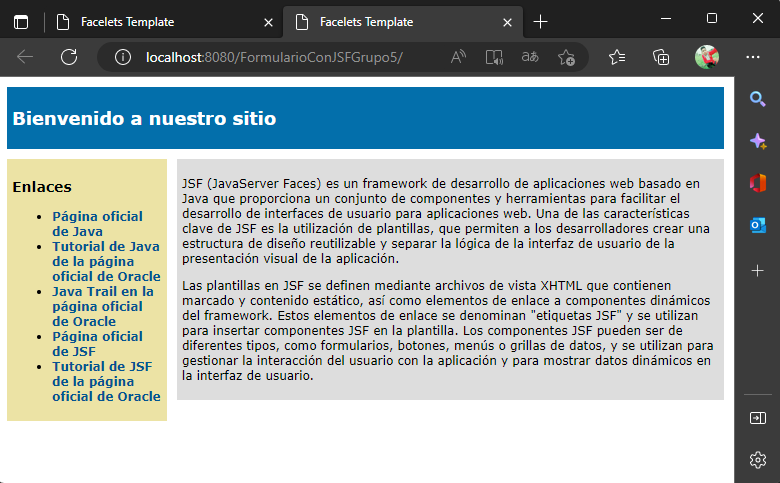 Facelets Template
Facelets Template
localhost:8080/FormularioConJSFGrupo5/
Bienvenido a nuestro sitio
Enlaces
Página oficial
de Java
Tutorial de Java
de la página
oficial de Oracle
Java Trail en la
página oficial
de Oracle
Página oficial
de JSF
Tutorial de JSF
de la página
oficial de Oracle
JSF (JavaServer Faces) es un framework de desarrollo de aplicaciones web basado en
Java que proporciona un conjunto de componentes y herramientas para facilitar el
desarrollo de interfaces de usuario para aplicaciones web. Una de las características
clave de JSF es la utilización de plantillas, que permiten a los desarrolladores crear una
estructura de diseño reutilizable y separar la lógica de la interfaz de usuario de la
presentación visual de la aplicación.
Las plantillas en JSF se definen mediante archivos de vista XHTML que contienen
marcado y contenido estático, así como elementos de enlace a componentes dinámicos
del framework. Estos elementos de enlace se denominan "etiquetas JSF" y se utilizan
para insertar componentes JSF en la plantilla. Los componentes JSF pueden ser de
diferentes tipos, como formularios, botones, menús o grillas de datos, y se utilizan para
gestionar la interacción del usuario con la aplicación y para mostrar datos dinámicos en
la interfaz de usuario.